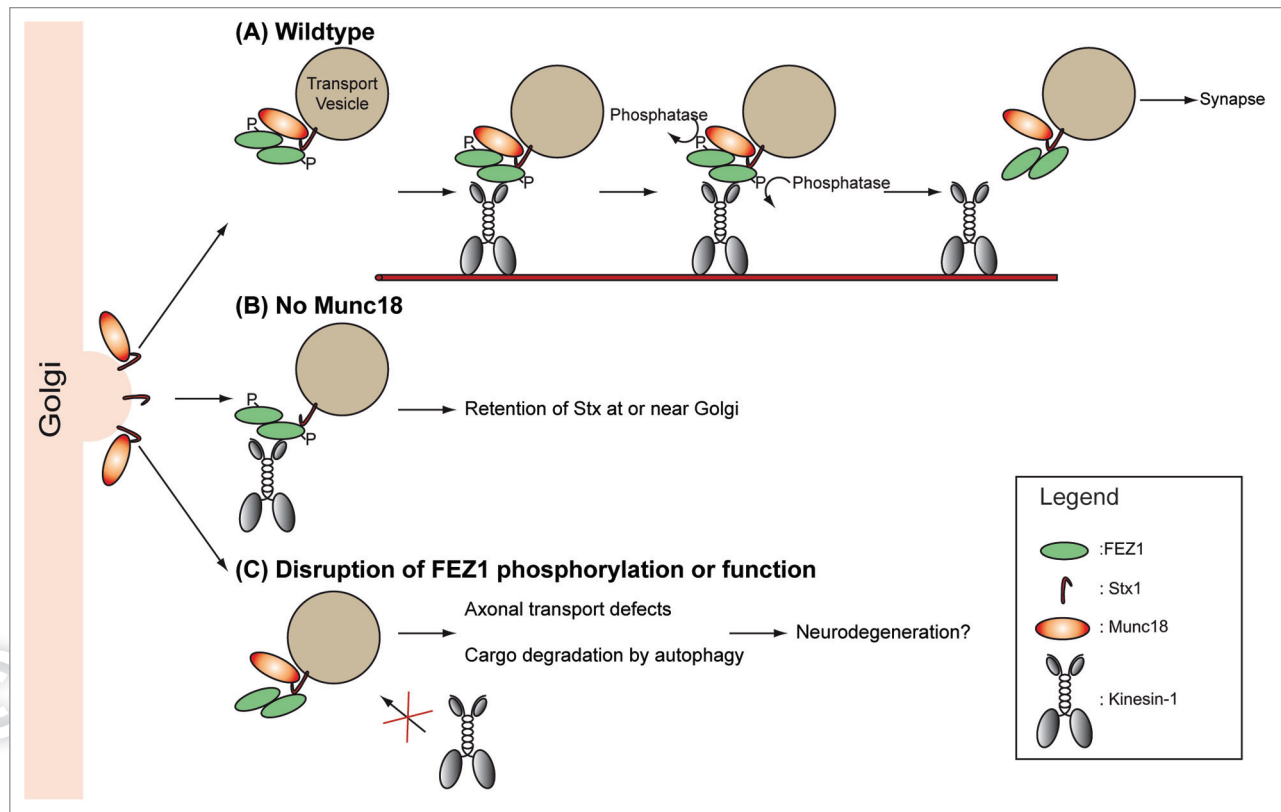 Golgi
(A) Wildtype
Transport
Vesicle
P
P
P
P
Phosphatase
P
P
Phosphatase
Synapse
(B) No Munc18
P
P
Retention of Stx at or near Golgi
(C) Disruption of FEZ1 phosphorylation or function
Axonal transport defects
Cargo degradation by autophagy
Neurodegeneration?
Legend
:FEZ1
: Stx1
: Munc18
: Kinesin-1